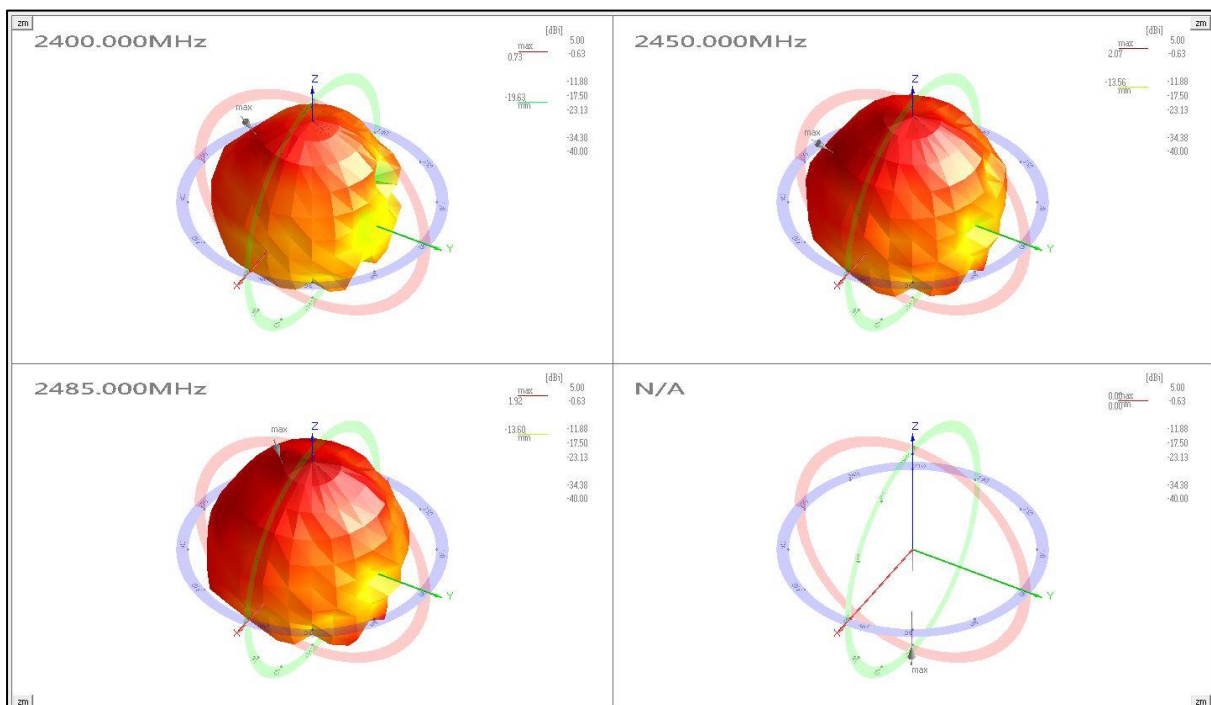 zm
zm
2400.000MHz
[dBi]
max
0.73
5.00
-0.63
-11.88
-17.50
-23.13
-34.38
-40.00
-19.63
min
Z
max
X
Y
2450.000MHz
[dBi]
max
2.07
5.00
-0.63
-11.88
-17.50
-23.13
-34.38
-40.00
-13.56
min
Z
max
X
Y
2485.000MHz
[dBi]
max
1.92
5.00
-0.63
-11.88
-17.50
-23.13
-34.38
-40.00
-13.60
min
max
Z
X
Y
N/A
[dBi]
0.00
max
0.00
min
5.00
-0.63
-11.88
-17.50
-23.13
-34.38
-40.00
Z
X
Y
max
zm
zm